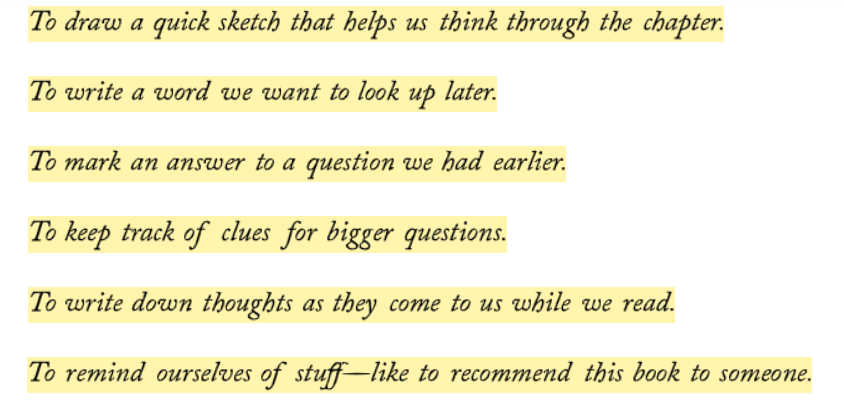 To draw a quick sketch that helps us think through the chapter.
To write a word we want to look up later.
To mark an answer to a question we had earlier.
To keep track of clues for bigger questions.
To write down thoughts as they come to us while we read.
To remind ourselves of stuff—like to recommend this book to someone.